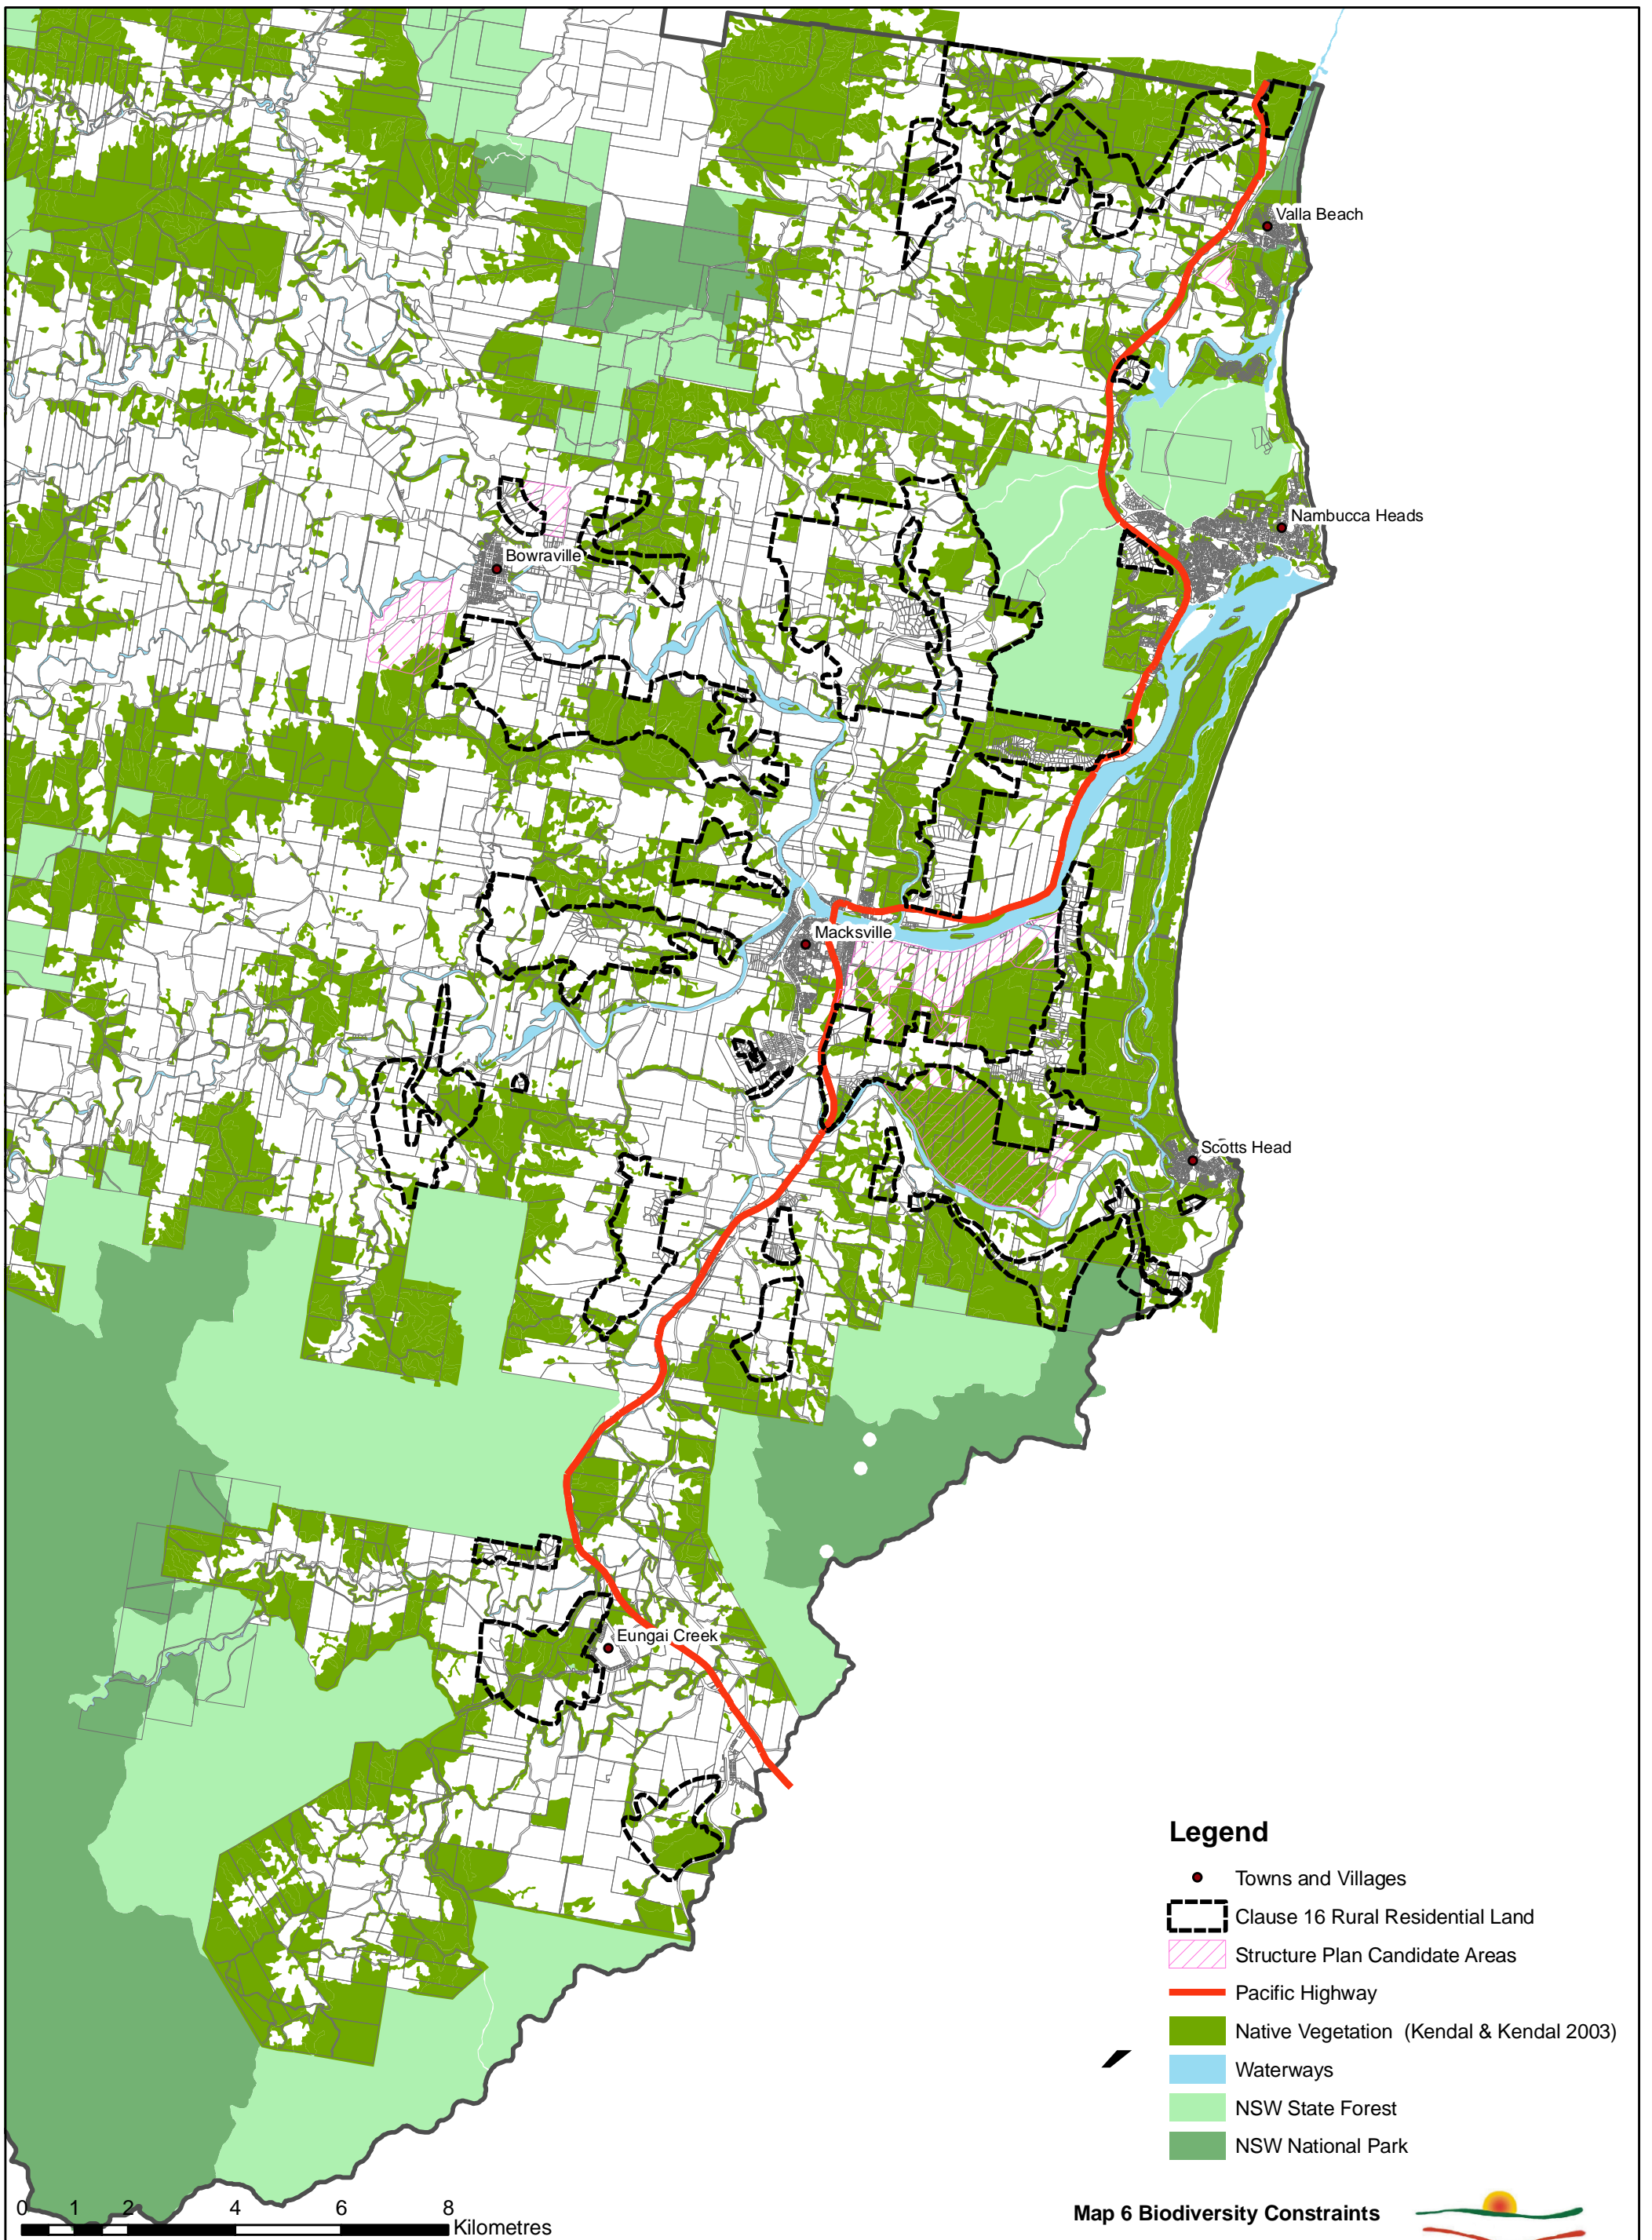 Valla Beach
Nambucca Heads
Bowraville
Macksville
Scotts Head
Eungai Creek
Legend
Towns and Villages
Clause 16 Rural Residential Land
Structure Plan Candidate Areas
Pacific Highway
Native Vegetation (Kendal & Kendal 2003)
Waterways
NSW State Forest
NSW National Park
0 1 2 4 6 8
Kilometres
Map 6 Biodiversity Constraints